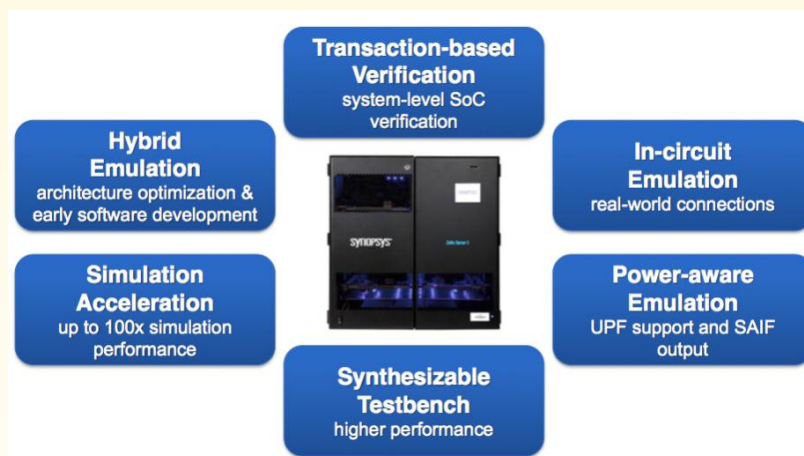 Transaction-based
Verification
system-level SoC
verification
Hybrid
Emulation
architecture optimization &
early software development
In-circuit
Emulation
real-world connections
SYNOPSYS
Simulation
Acceleration
up to 100x simulation
performance
Power-aware
Emulation
UPF support and SAIF
output
Synthesizable
Testbench
higher performance